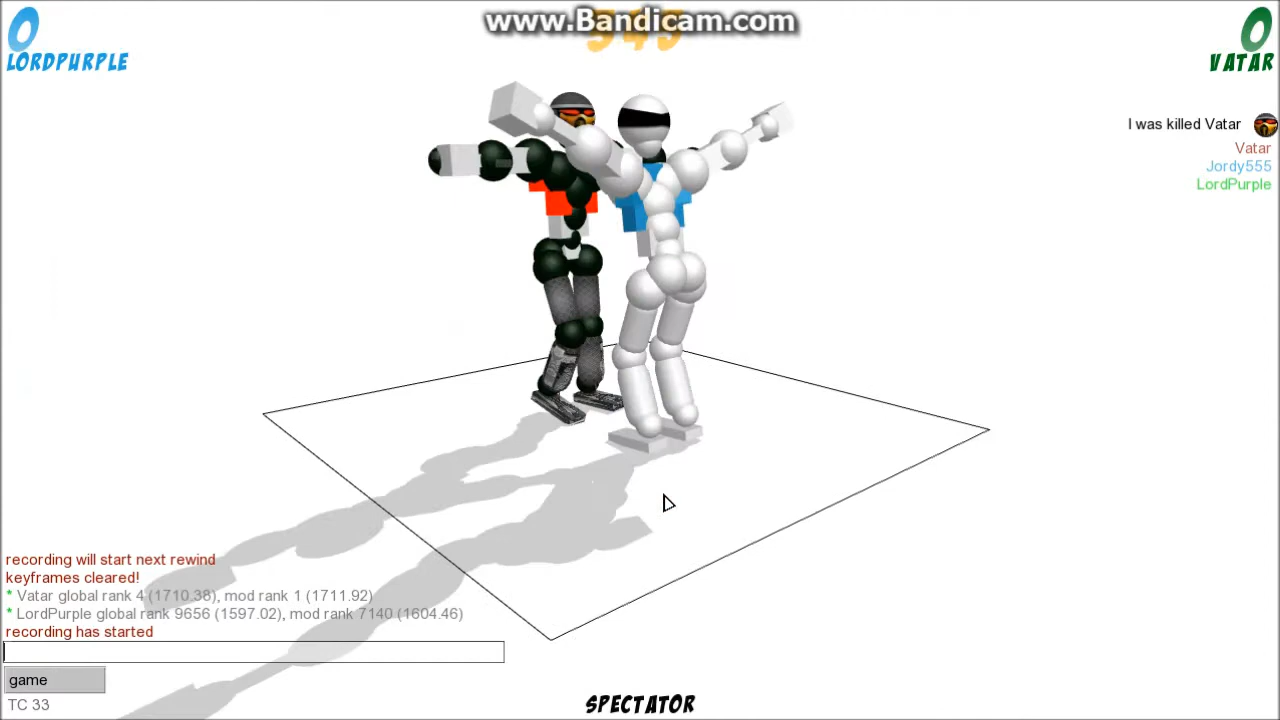 www.Bandicam.com
0
LORDPURPLE
0
VATAR
I was killed Vatar
Vatar
Jordy555
LordPurple
recording will start next rewind
keyframes cleared!
* Vatar global rank 4 (1710.38), mod rank 1 (1711.92)
* LordPurple global rank 9656 (1597.02), mod rank 7140 (1604.46)
recording has started
game
TC 33
SPECTATOR